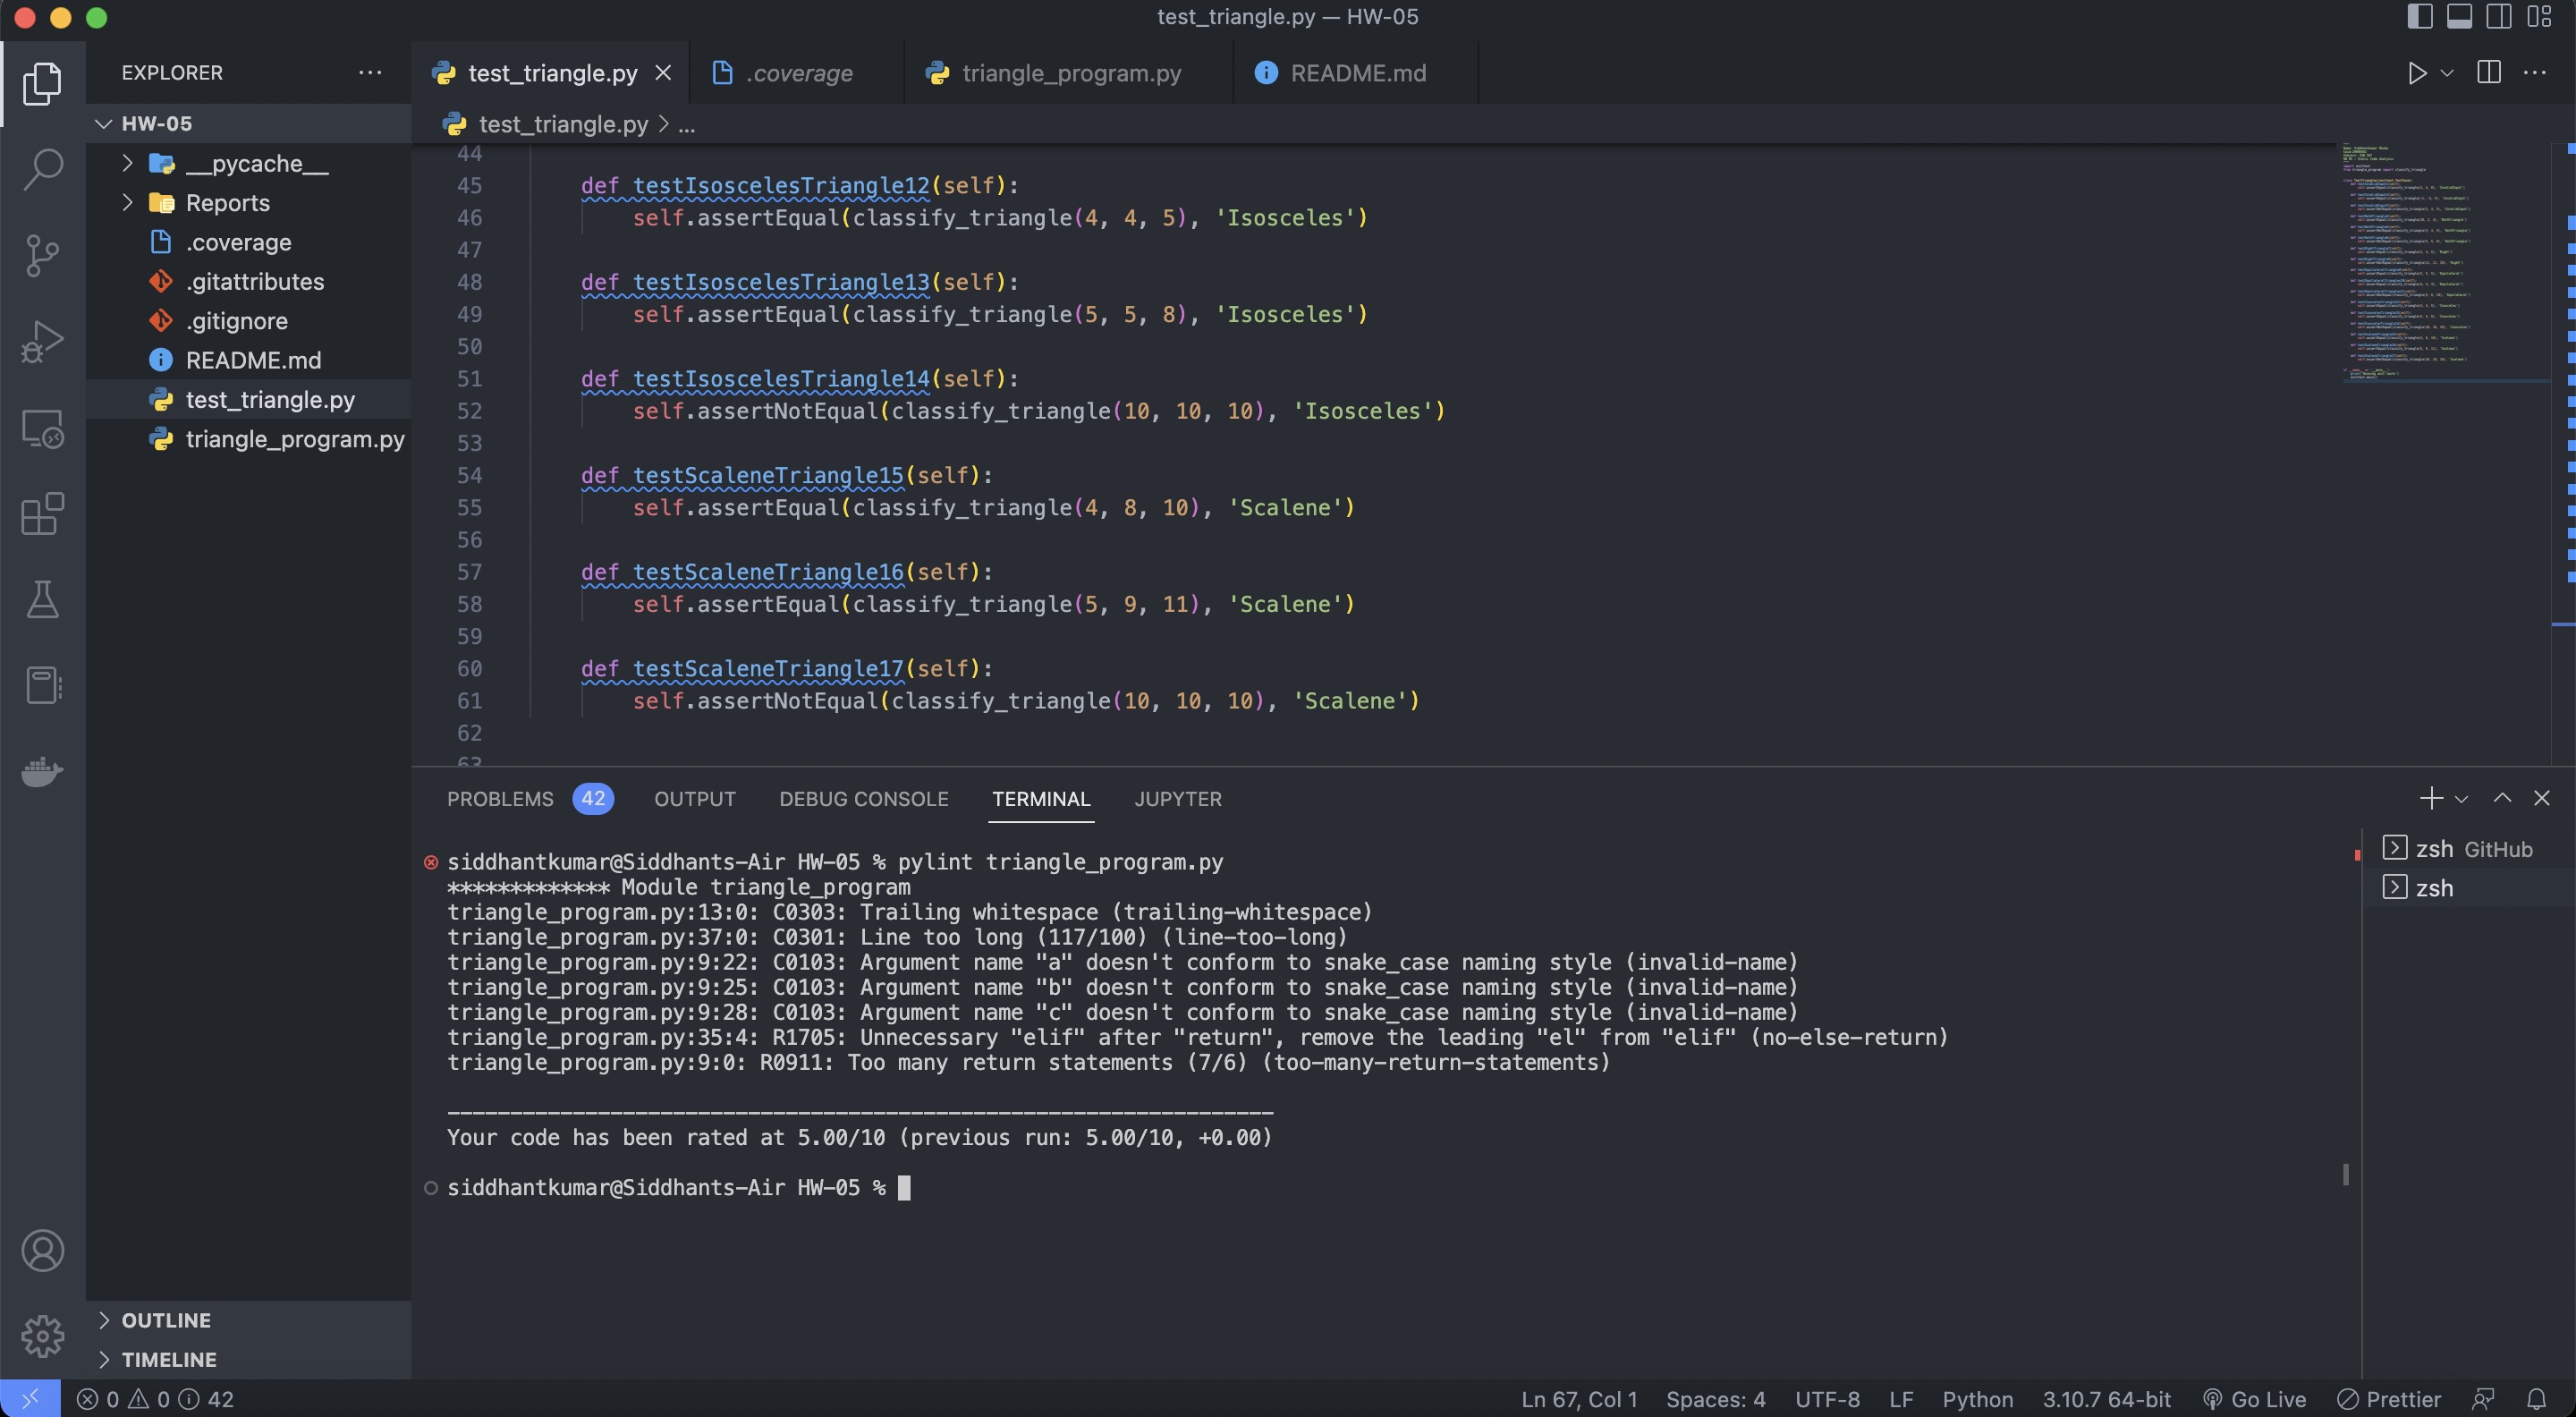 test_triangle.py — HW-05
EXPLORER
test_triangle.py
.coverage
triangle_program.py
README.md
HW-05
test_triangle.py > ...
__pycache__
Reports
.coverage
.gitattributes
.gitignore
README.md
test_triangle.py
triangle_program.py
OUTLINE
TIMELINE
44
45 def testIsoscelesTriangle12(self):
46 self.assertEqual(classify_triangle(4, 4, 5), 'Isosceles')
47
48 def testIsoscelesTriangle13(self):
49 self.assertEqual(classify_triangle(5, 5, 8), 'Isosceles')
50
51 def testIsoscelesTriangle14(self):
52 self.assertNotEqual(classify_triangle(10, 10, 10), 'Isosceles')
53
54 def testScaleneTriangle15(self):
55 self.assertEqual(classify_triangle(4, 8, 10), 'Scalene')
56
57 def testScaleneTriangle16(self):
58 self.assertEqual(classify_triangle(5, 9, 11), 'Scalene')
59
60 def testScaleneTriangle17(self):
61 self.assertNotEqual(classify_triangle(10, 10, 10), 'Scalene')
62
63
PROBLEMS 42 OUTPUT DEBUG CONSOLE TERMINAL JUPYTER
siddhantkumar@Siddhants-Air HW-05 % pylint triangle_program.py
************* Module triangle_program
triangle_program.py:13:0: C0303: Trailing whitespace (trailing-whitespace)
triangle_program.py:37:0: C0301: Line too long (117/100) (line-too-long)
triangle_program.py:9:22: C0103: Argument name "a" doesn't conform to snake_case naming style (invalid-name)
triangle_program.py:9:25: C0103: Argument name "b" doesn't conform to snake_case naming style (invalid-name)
triangle_program.py:9:28: C0103: Argument name "c" doesn't conform to snake_case naming style (invalid-name)
triangle_program.py:35:4: R1705: Unnecessary "elif" after "return", remove the leading "el" from "elif" (no-else-return)
triangle_program.py:9:0: R0911: Too many return statements (7/6) (too-many-return-statements)
------------------------------------------------------------------
Your code has been rated at 5.00/10 (previous run: 5.00/10, +0.00)
siddhantkumar@Siddhants-Air HW-05 %
zsh GitHub
zsh
0 0 42
Ln 67, Col 1 Spaces: 4 UTF-8 LF Python 3.10.7 64-bit Go Live Prettier